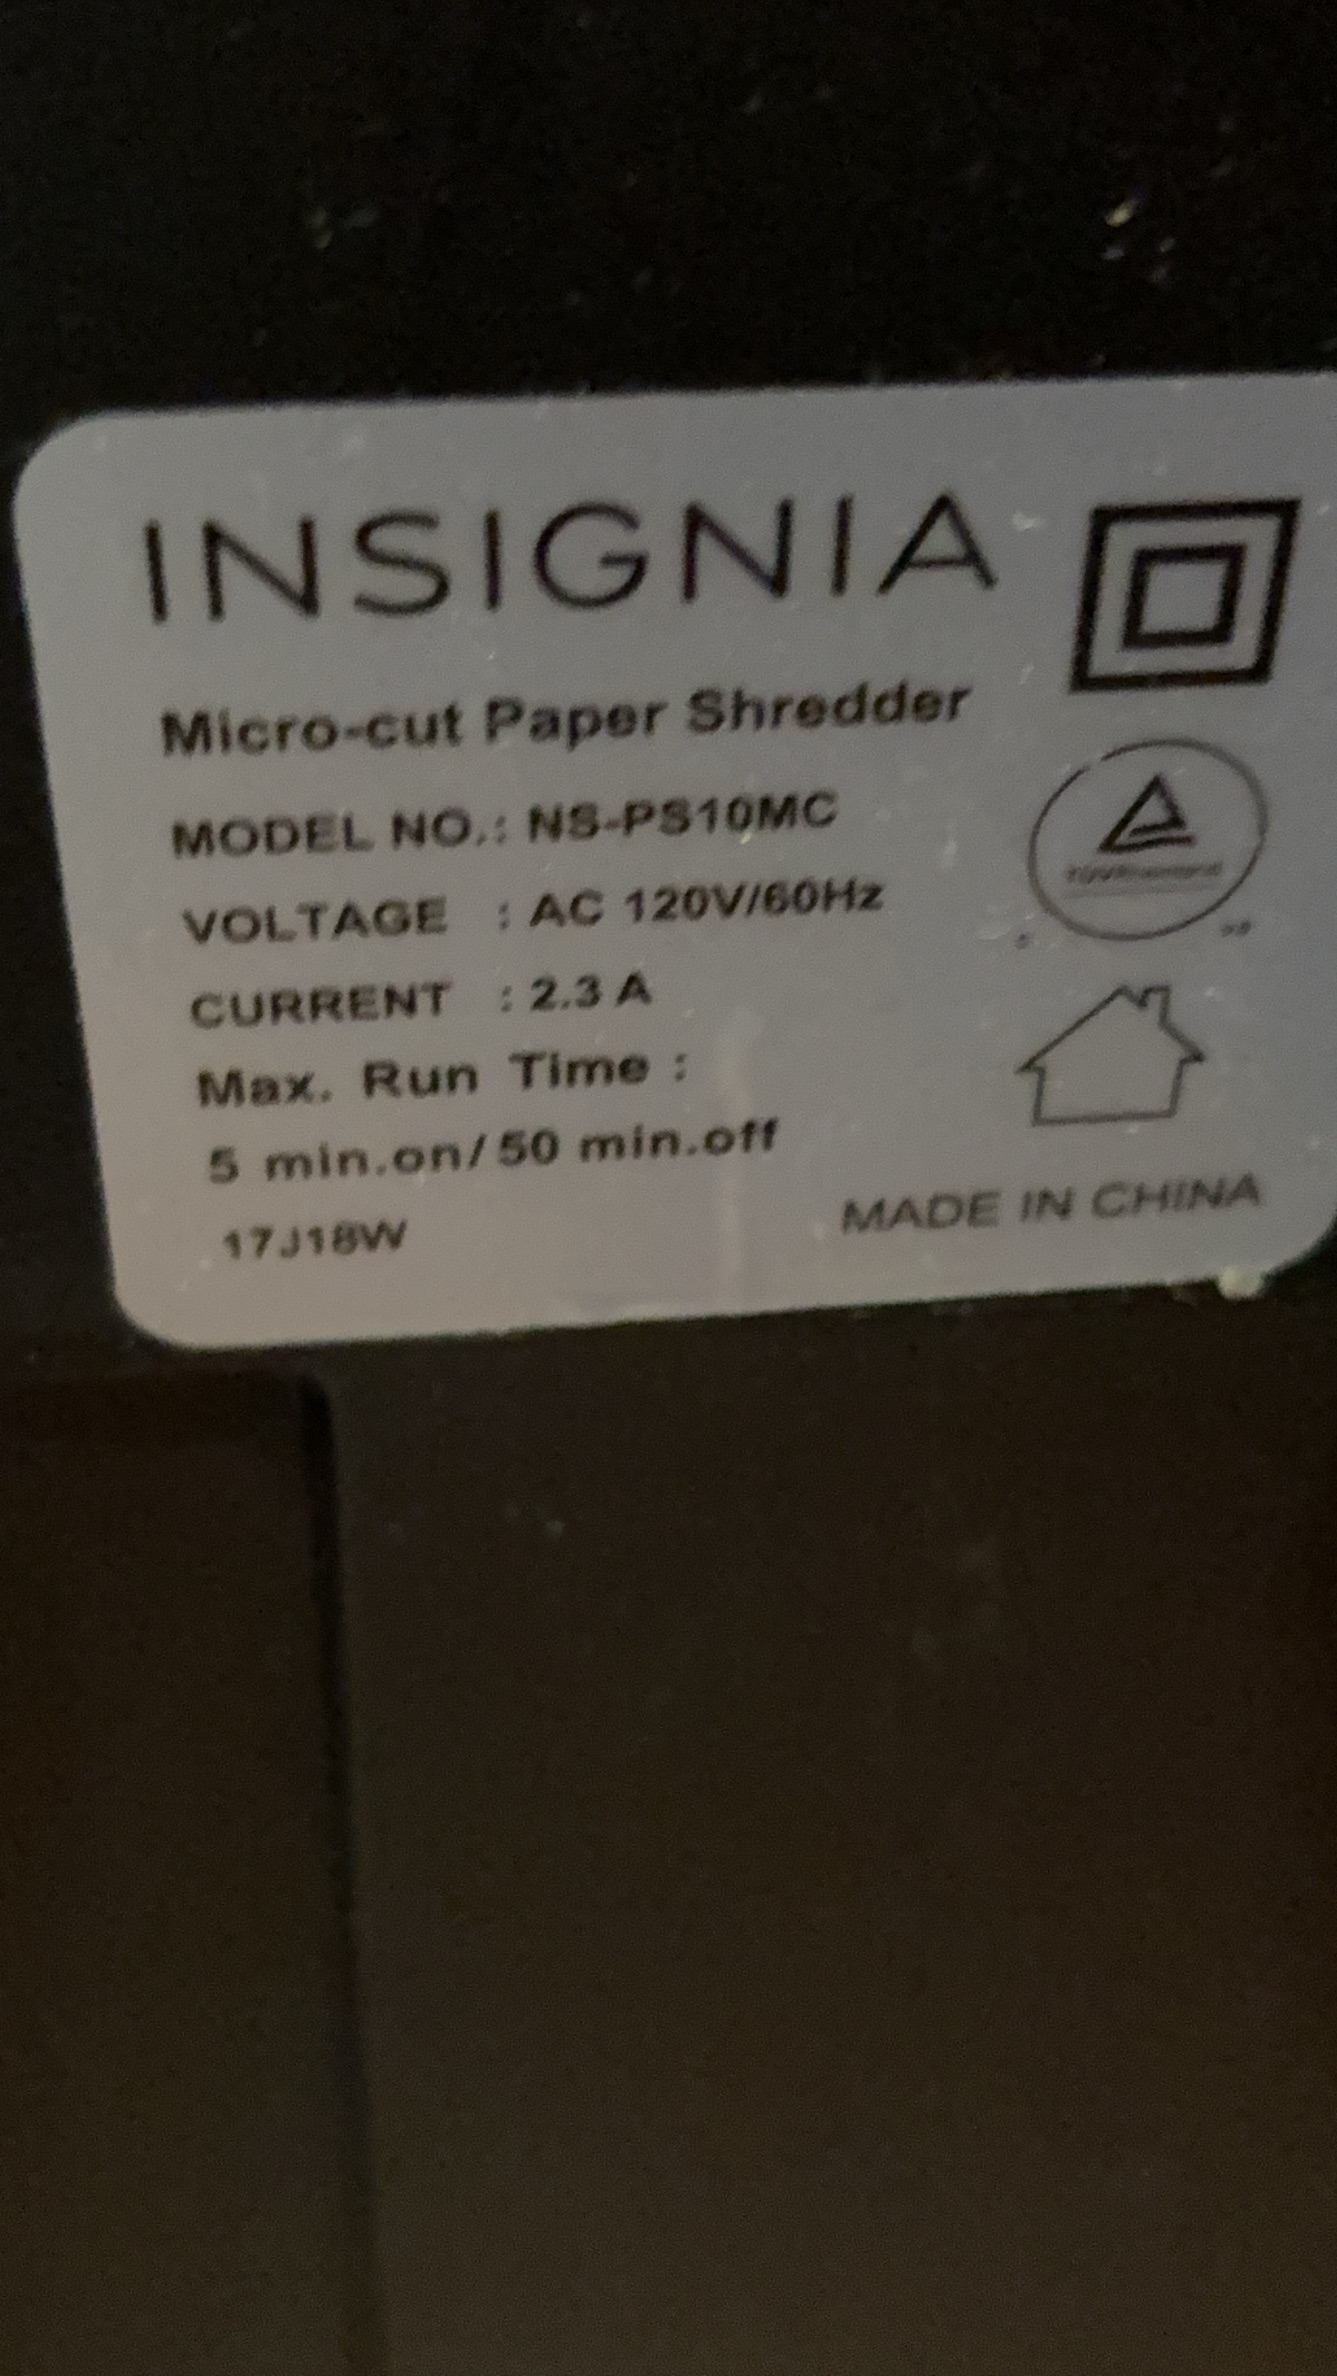 INSIGNIA
Micro-cut Paper Shredder
MODEL NO.: NS-PS10MC
VOLTAGE : AC 120V/60Hz
CURRENT : 2.3 A
Max. Run Time :
5 min.on/50 min.off
17J18W
MADE IN CHINA